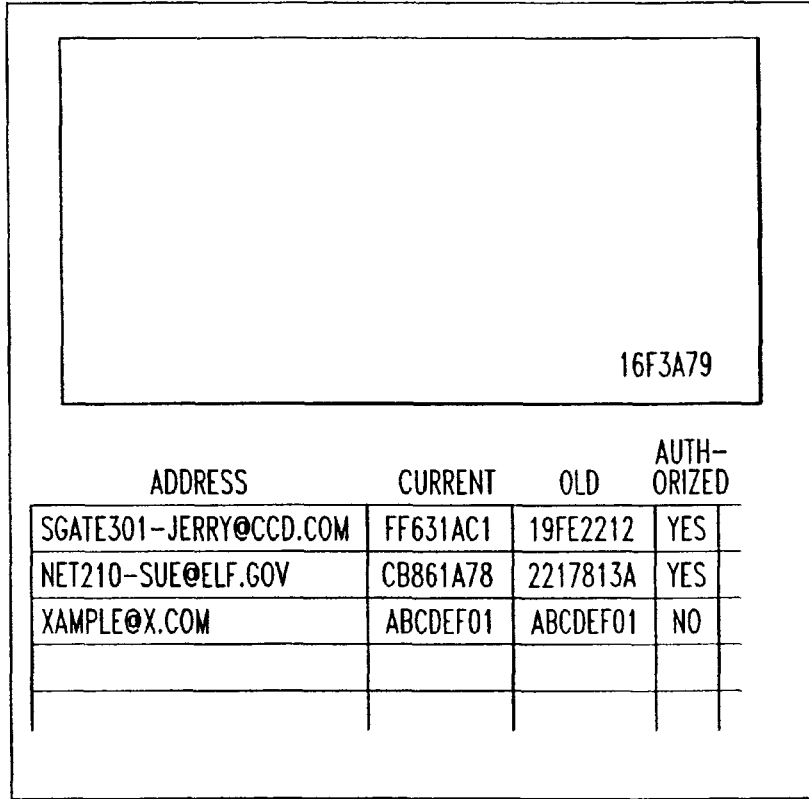 16F3A79
ADDRESS CURRENT OLD AUTH-
ORIZED
SGATE301-JERRY@CCD.COM FF631AC1 19FE2212 YES
NET210-SUE@ELF.GOV CB861A78 2217813A YES
XAMPLE@X.COM ABCDEF01 ABCDEF01 NO